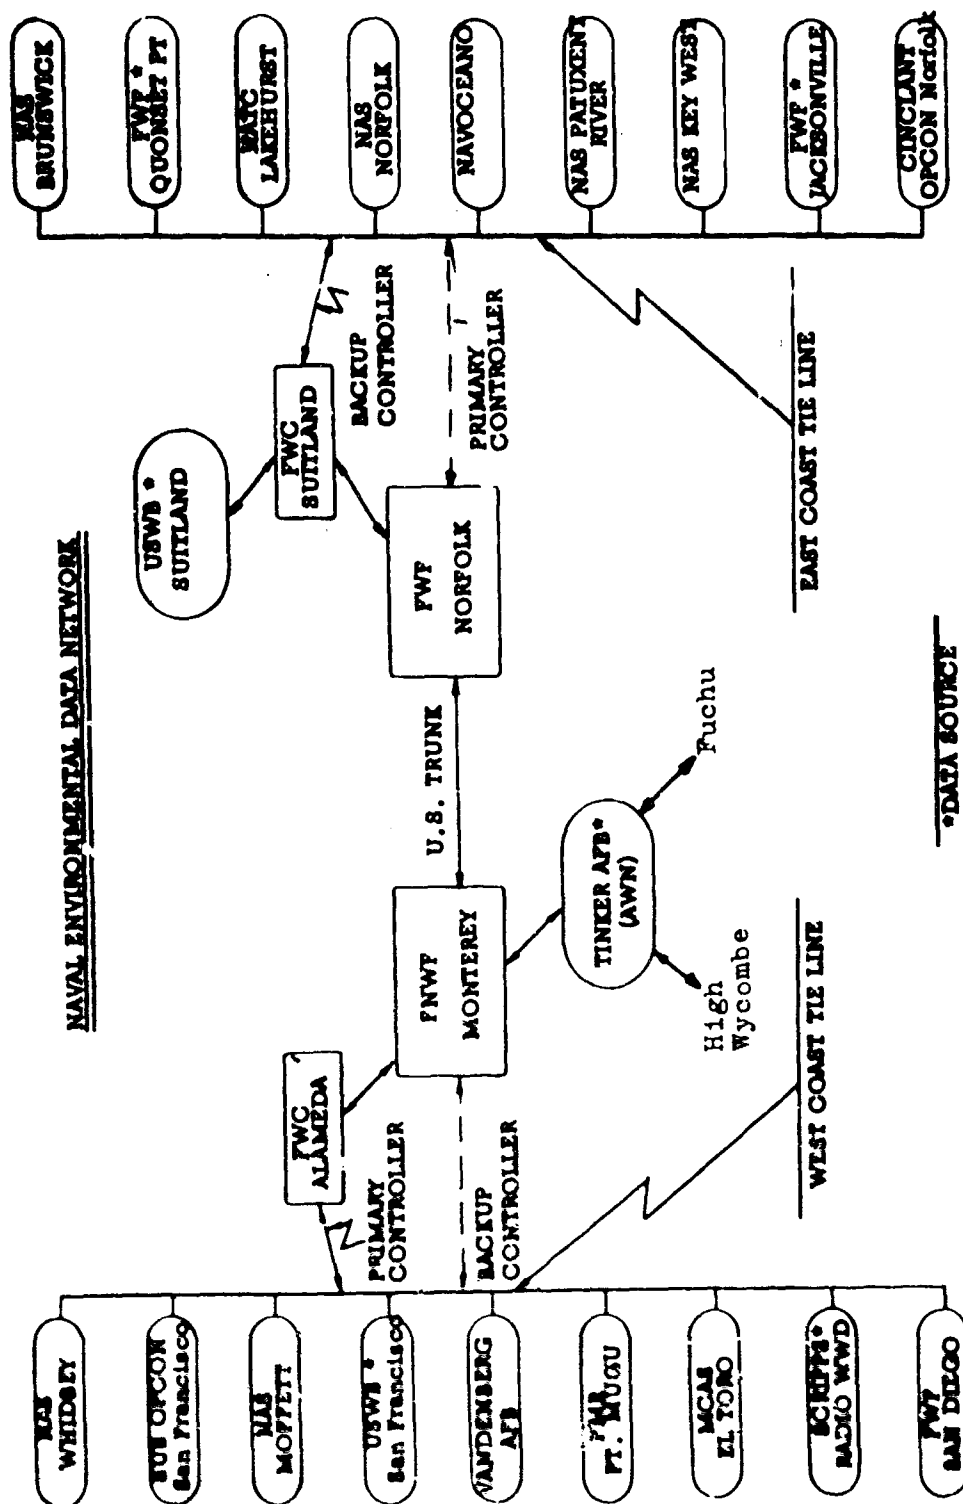 NAVAL ENVIRONMENTAL DATA NETWORK
NAS
WHIDBEY
SUB OPCON
San Francisco
NAS
MOFFETT
USWB *
San Francisco
VANDENBERG
AFB
PMR
PT. MUGU
MCAS
EL TORO
SCRIPPS*
RADIO WWD
FWF
SAN DIEGO
FWC
ALAMEDA
PRIMARY
CONTROLLER
BACKUP
CONTROLLER
WEST COAST TIE LINE
FNWF
MONTEREY
TINKER AFB*
(AWN)
High
Wycombe
Fuchu
U.S. TRUNK
FWF
NORFOLK
USWB *
SUITLAND
FWC
SUITLAND
BACKUP
CONTROLLER
PRIMARY
CONTROLLER
EAST COAST TIE LINE
NAS
BRUNSWICK
FWF *
QUONSET PT
NATC
LAKEHURST
NAS
NORFOLK
NAVOCEANO
NAS PATUXENT
RIVER
NAS KEY WEST
FWF *
JACKSONVILLE
CINCLANT
OPCON Norfolk
*DATA SOURCE